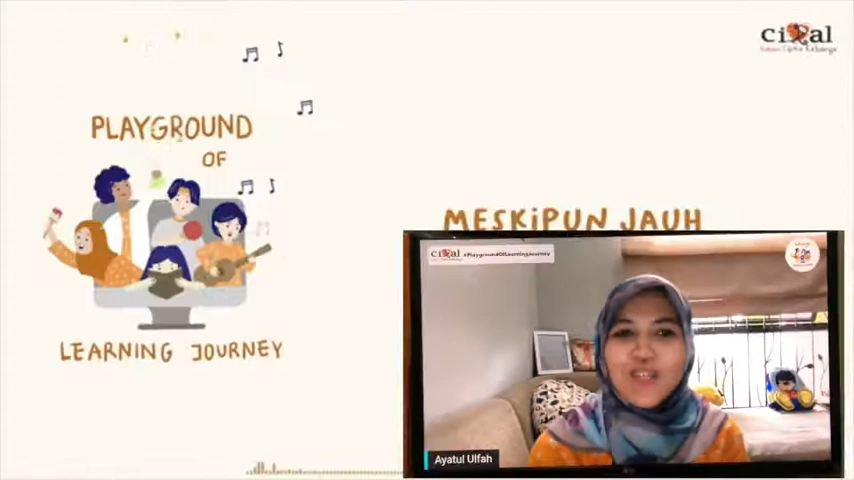 PLAYGROUND
OF
LEARNING JOURNEY
cikal
MESKIPUN JAUH
cikal #PlaygroundOfLearningJourney
Ayatul Ulfah